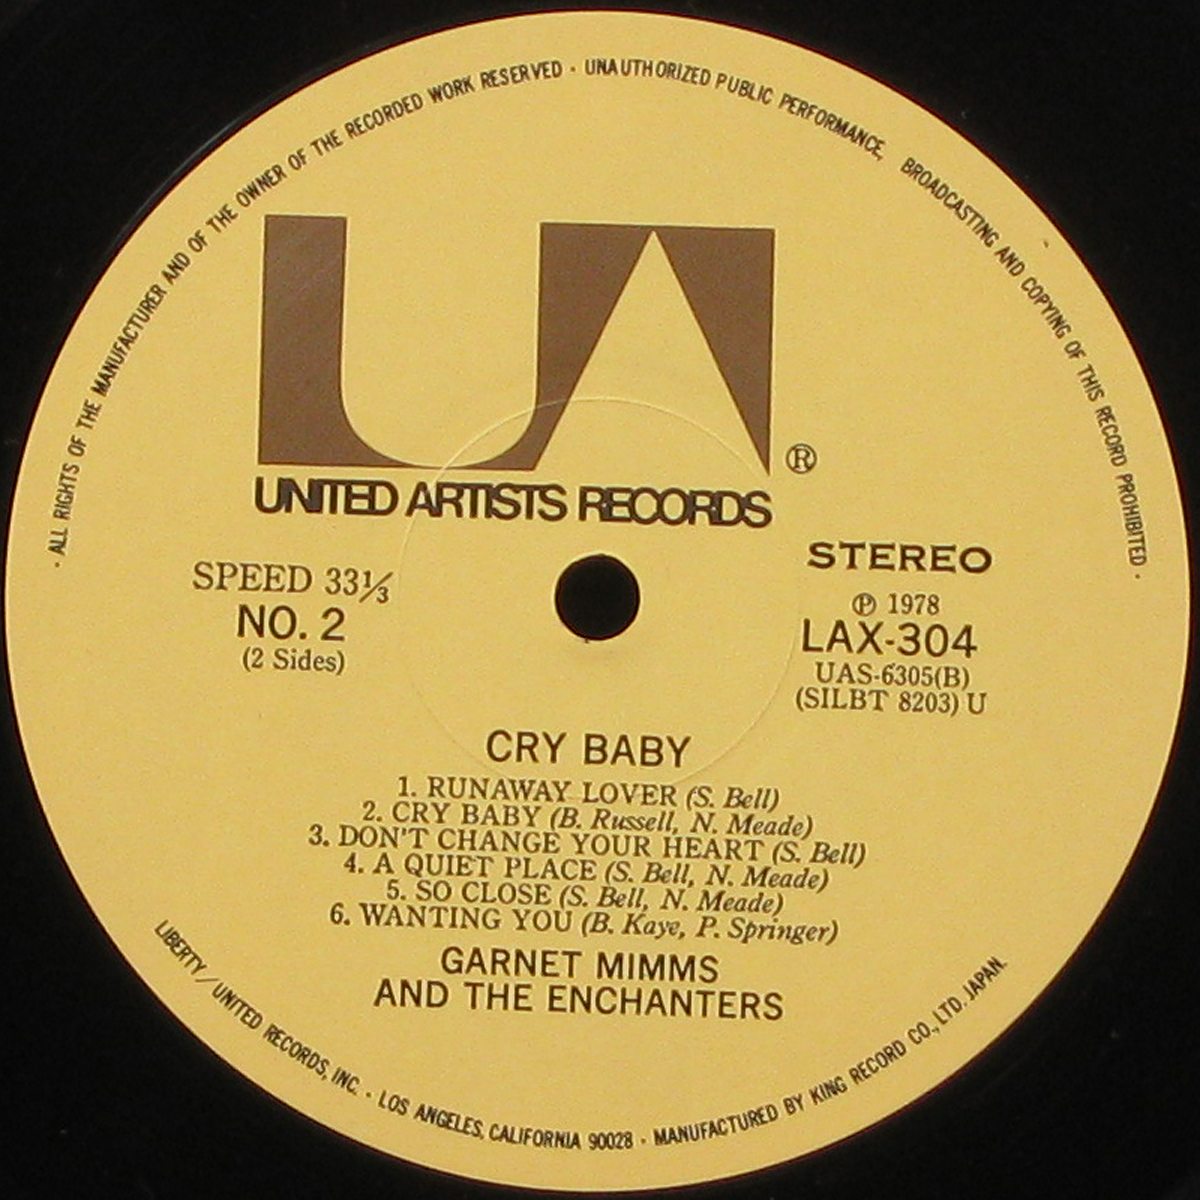 · ALL RIGHTS OF THE MANUFACTURER AND OF THE OWNER OF THE RECORDED WORK RESERVED · UNAUTHORIZED PUBLIC PERFORMANCE, BROADCASTING AND COPYING OF THIS RECORD PROHIBITED ·
UA
®
UNITED ARTISTS RECORDS
SPEED 33⅓
NO. 2
(2 Sides)
STEREO
℗ 1978
LAX-304
UAS-6305(B)
(SILBT 8203) U
CRY BABY
1. RUNAWAY LOVER (S. Bell)
2. CRY BABY (B. Russell, N. Meade)
3. DON'T CHANGE YOUR HEART (S. Bell)
4. A QUIET PLACE (S. Bell, N. Meade)
5. SO CLOSE (S. Bell, N. Meade)
6. WANTING YOU (B. Kaye, P. Springer)
GARNET MIMMS
AND THE ENCHANTERS
LIBERTY / UNITED RECORDS, INC. · LOS ANGELES, CALIFORNIA 90028 · MANUFACTURED BY KING RECORD CO., LTD. JAPAN.